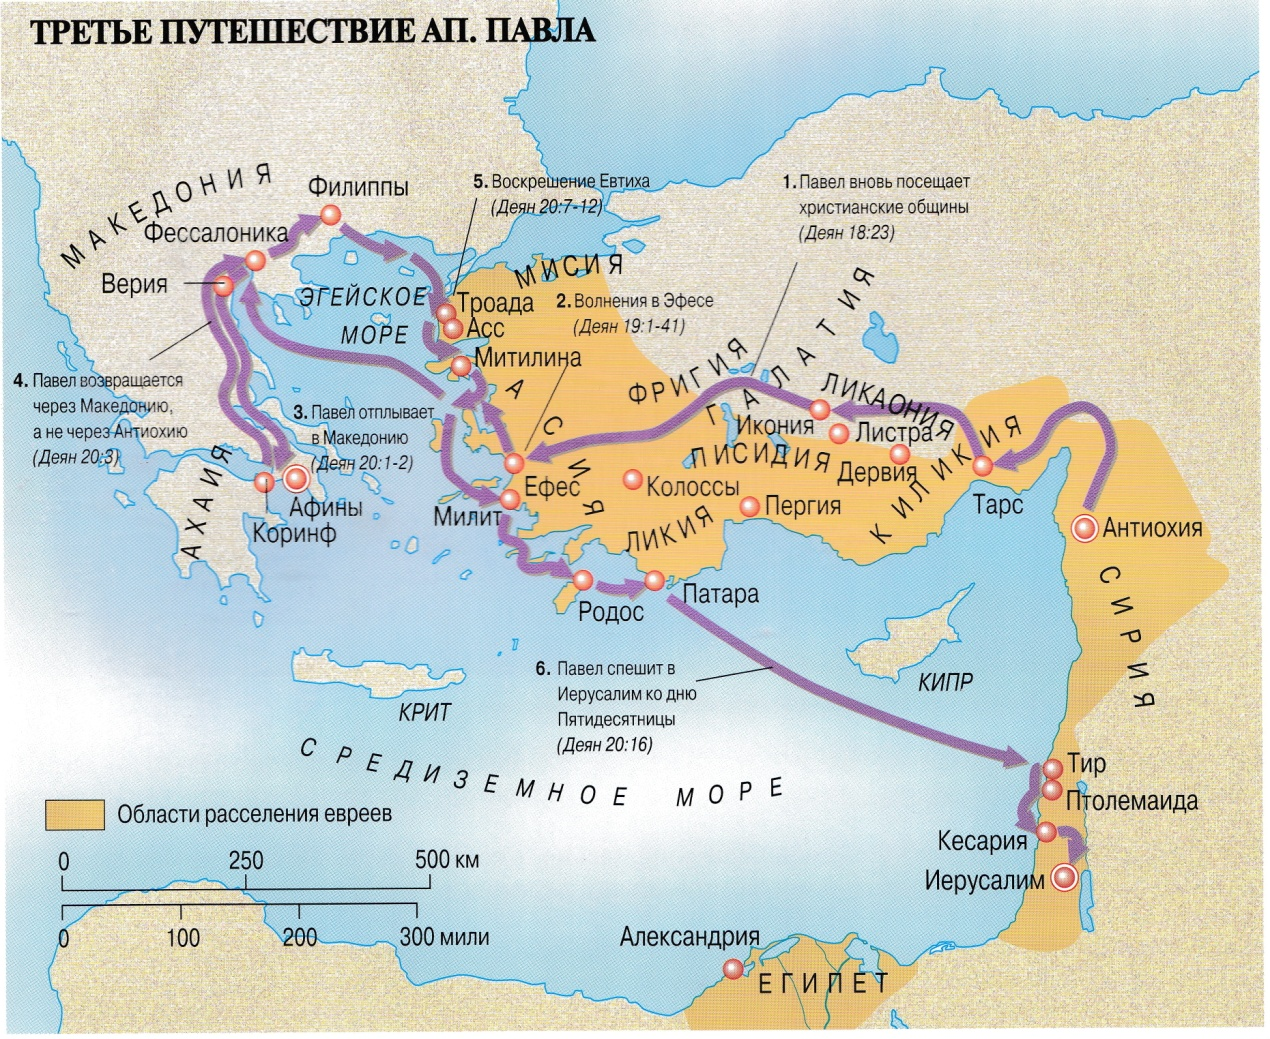 ТРЕТЬЕ ПУТЕШЕСТВИЕ АП. ПАВЛА
МАКЕДОНИЯ
Филиппы
Фессалоника
Верия
5. Воскрешение Евтиха
(Деян 20:7-12)
1. Павел вновь посещает
христианские общины
(Деян 18:23)
МИСИЯ
ЭГЕЙСКОЕ
МОРЕ
Троада
Асс
Митилина
2. Волнения в Эфесе
(Деян 19:1-41)
4. Павел возвращается
через Македонию,
а не через Антиохию
(Деян 20:3)
3. Павел отплывает
в Македонию
(Деян 20:1-2)
АСИЯ
ФРИГИЯ
ГАЛАТИЯ
ЛИКАОНИЯ
Икония
Листра
ПИСИДИЯ
Дервия
КИЛИКИЯ
АХАИЯ
Афины
Коринф
Ефес
Милит
Колоссы
ЛИКИЯ
Пергия
Тарс
Антиохия
СИРИЯ
Родос
Патара
6. Павел спешит в
Иерусалим ко дню
Пятидесятницы
(Деян 20:16)
КИПР
КРИТ
СРЕДИЗЕМНОЕ МОРЕ
Тир
Птолемаида
Кесария
Иерусалим
Области расселения евреев
0 250 500 км
0 100 200 300 мили
Александрия
ЕГИПЕТ